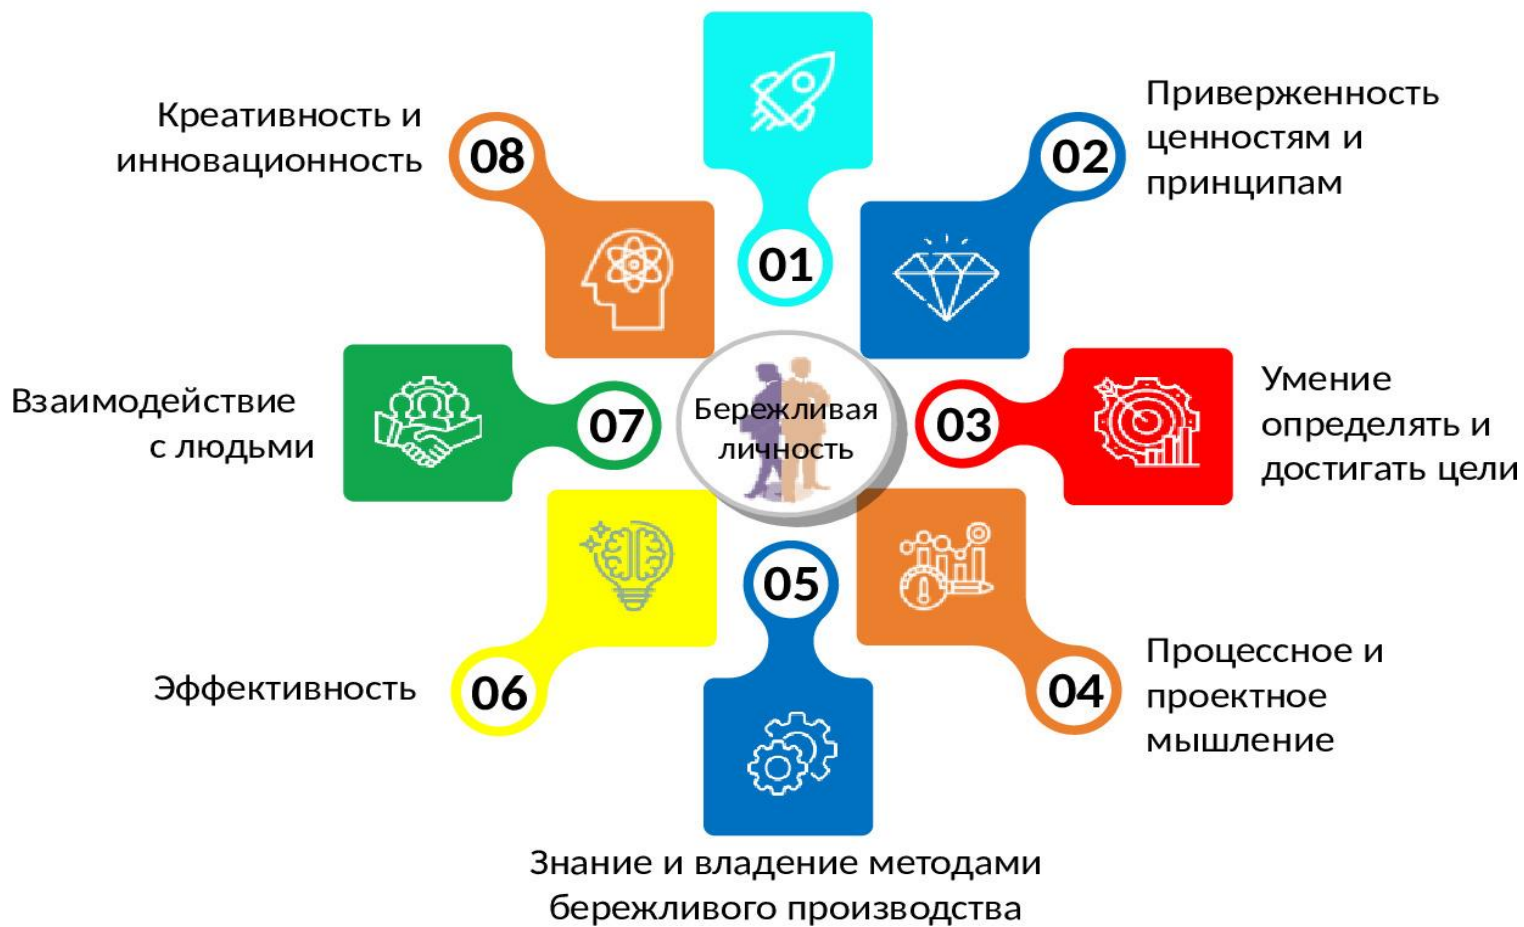 01
02
Приверженность
ценностям и
принципам
03
Умение
определять и
достигать цели
04
Процессное и
проектное
мышление
05
Знание и владение методами
бережливого производства
06
Эффективность
07
Взаимодействие
с людьми
08
Креативность и
инновационность
Бережливая
личность